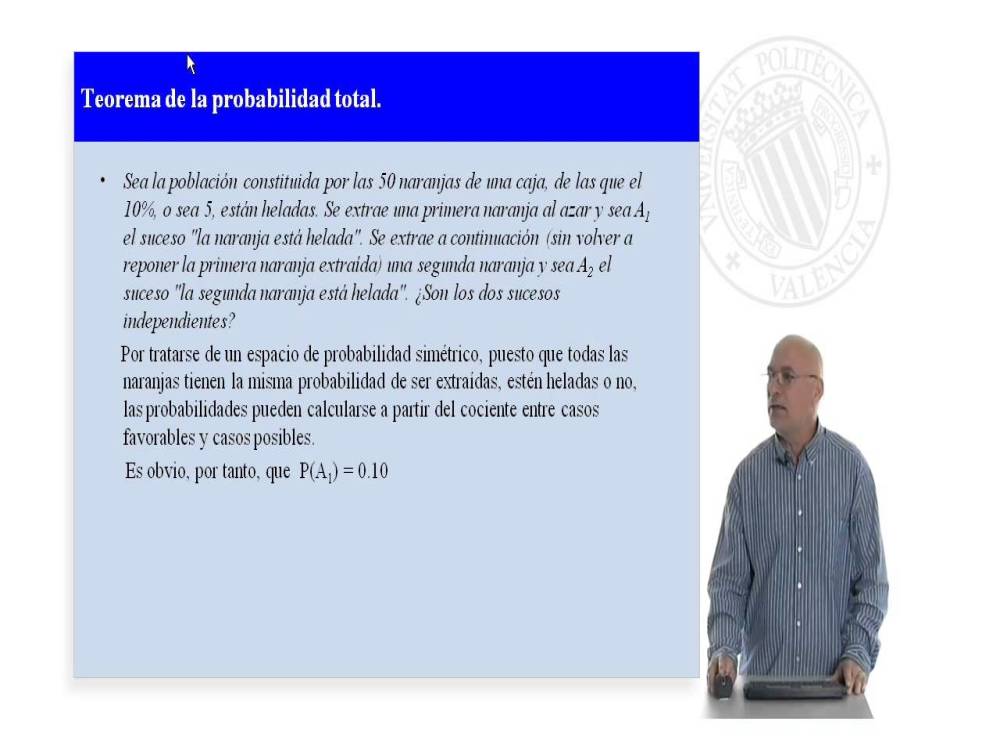 Teorema de la probabilidad total.
• Sea la población constituida por las 50 naranjas de una caja, de las que el
10%, o sea 5, están heladas. Se extrae una primera naranja al azar y sea A₁
el suceso "la naranja está helada". Se extrae a continuación (sin volver a
reponer la primera naranja extraída) una segunda naranja y sea A₂ el
suceso "la segunda naranja está helada". ¿Son los dos sucesos
independientes?
Por tratarse de un espacio de probabilidad simétrico, puesto que todas las
naranjas tienen la misma probabilidad de ser extraídas, estén heladas o no,
las probabilidades pueden calcularse a partir del cociente entre casos
favorables y casos posibles.
Es obvio, por tanto, que P(A₁) = 0.10
UNIVERSITAT POLITÈCNICA
VALÈNCIA